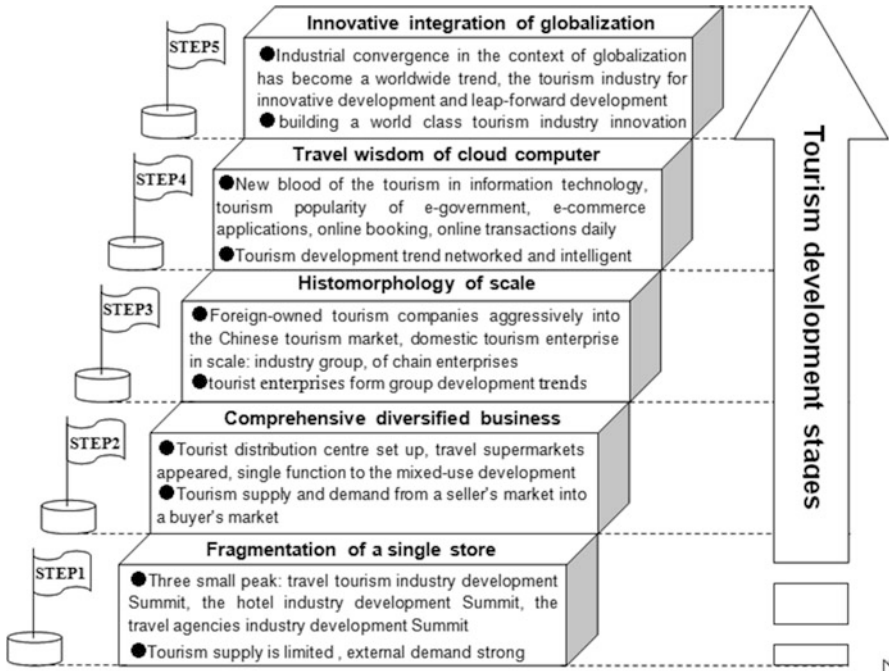 Innovative integration of globalization
STEP5
●Industrial convergence in the context of globalization
has become a worldwide trend, the tourism industry for
innovative development and leap-forward development
●building a world class tourism industry innovation
Travel wisdom of cloud computer
STEP4
●New blood of the tourism in information technology,
tourism popularity of e-government, e-commerce
applications, online booking, online transactions daily
●Tourism development trend networked and intelligent
Histomorphology of scale
STEP3
●Foreign-owned tourism companies aggressively into
the Chinese tourism market, domestic tourism enterprise
in scale: industry group, of chain enterprises
●tourist enterprises form group development trends
Comprehensive diversified business
STEP2
●Tourist distribution centre set up, travel supermarkets
appeared, single function to the mixed-use development
●Tourism supply and demand from a seller's market into
a buyer's market
Fragmentation of a single store
STEP1
●Three small peak: travel tourism industry development
Summit, the hotel industry development Summit, the
travel agencies industry development Summit
●Tourism supply is limited , external demand strong
Tourism development stages